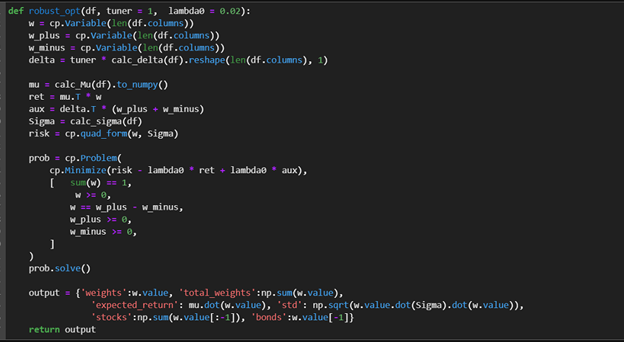 def robust_opt(df, tuner = 1,  lambda0 = 0.02):
    w = cp.Variable(len(df.columns))
    w_plus = cp.Variable(len(df.columns))
    w_minus = cp.Variable(len(df.columns))
    delta = tuner * calc_delta(df).reshape(len(df.columns), 1)

    mu = calc_Mu(df).to_numpy()
    ret = mu.T * w
    aux = delta.T * (w_plus + w_minus)
    Sigma = calc_sigma(df)
    risk = cp.quad_form(w, Sigma)

    prob = cp.Problem(
        cp.Minimize(risk - lambda0 * ret + lambda0 * aux),
        [   sum(w) == 1,
             w >= 0,
            w == w_plus - w_minus,
            w_plus >= 0,
            w_minus >= 0,
        ]
    )
    prob.solve()

    output = {'weights':w.value, 'total_weights':np.sum(w.value),
               'expected_return': mu.dot(w.value), 'std': np.sqrt(w.value.dot(Sigma).dot(w.value)),
               'stocks':np.sum(w.value[:-1]), 'bonds':w.value[-1]}
    return output